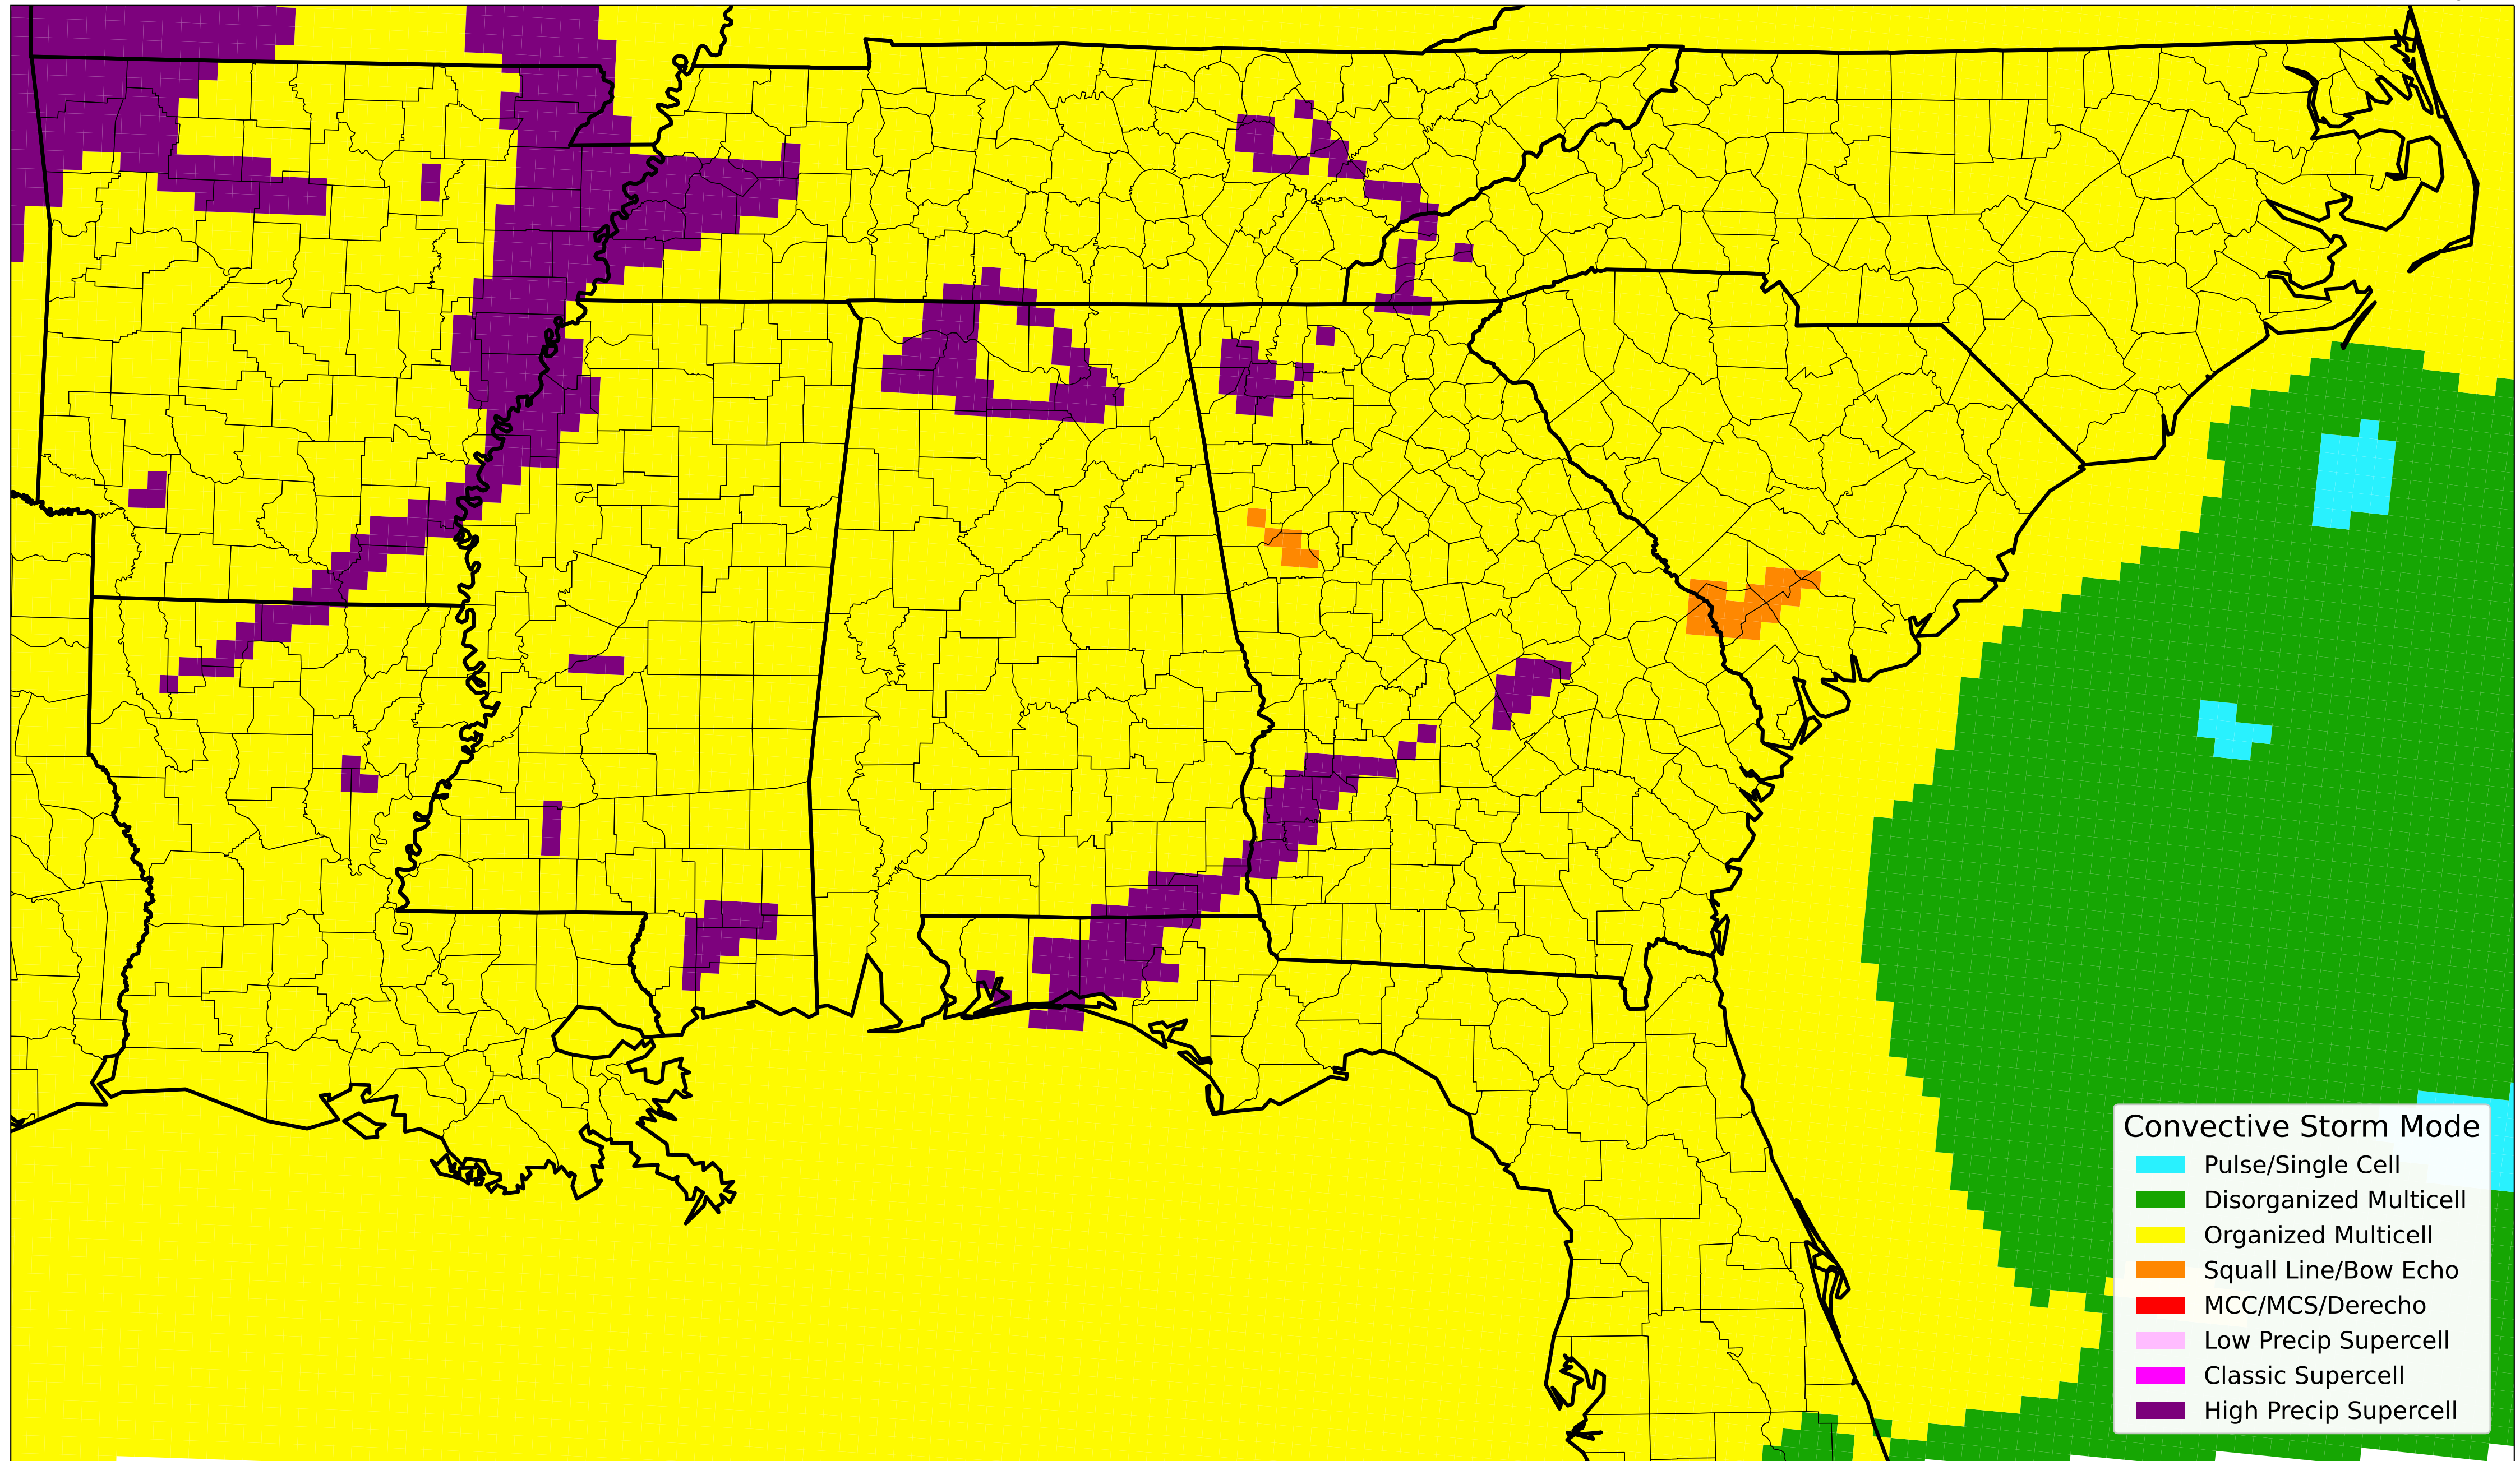 Convective Storm Mode
Pulse/Single Cell
Disorganized Multicell
Organized Multicell
Squall Line/Bow Echo
MCC/MCS/Derecho
Low Precip Supercell
Classic Supercell
High Precip Supercell